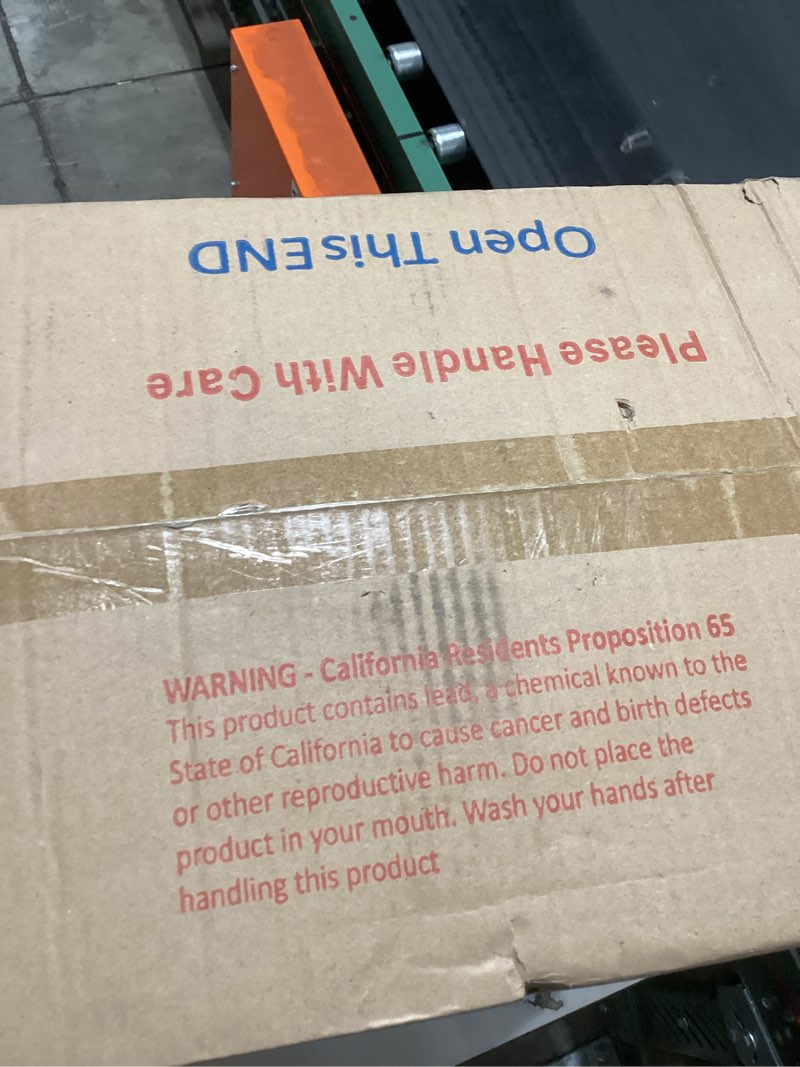 Open This END
Please Handle With Care
WARNING - California Residents Proposition 65
This product contains lead, a chemical known to the
State of California to cause cancer and birth defects
or other reproductive harm. Do not place the
product in your mouth. Wash your hands after
handling this product